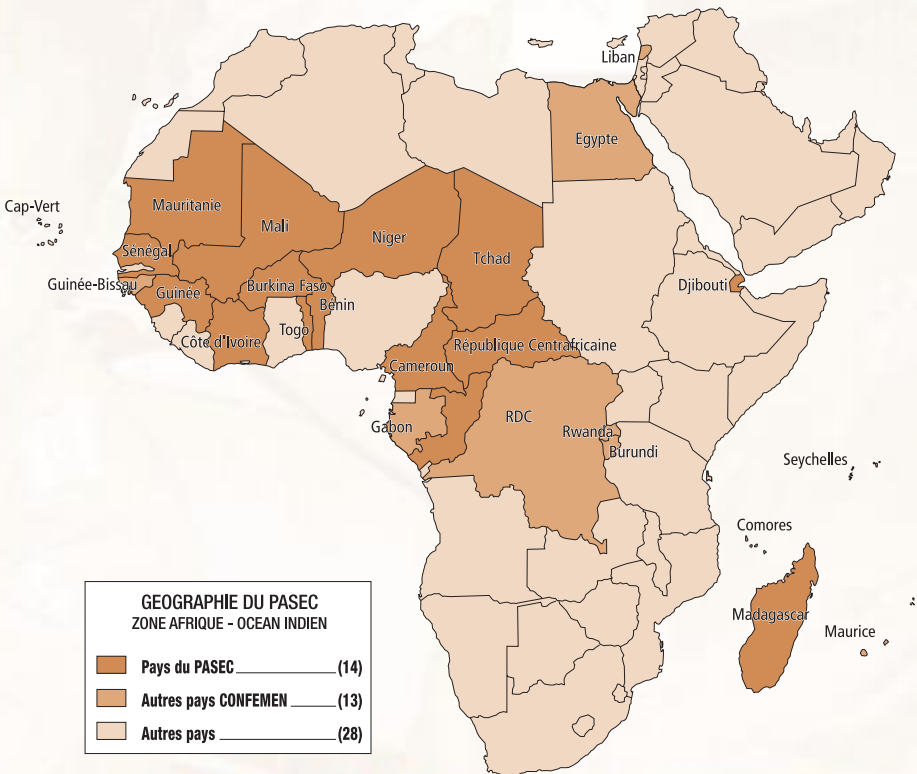 Liban
Egypte
Cap-Vert
Mauritanie
Mali
Niger
Tchad
Sénégal
Guinée-Bissau
Guinée
Burkina Faso
Bénin
Djibouti
Côte d'Ivoire
Togo
Cameroun
République Centrafricaine
Gabon
RDC
Rwanda
Burundi
Seychelles
Comores
Madagascar
Maurice
GEOGRAPHIE DU PASEC
ZONE AFRIQUE - OCEAN INDIEN
Pays du PASEC (14)
Autres pays CONFEMEN (13)
Autres pays (28)